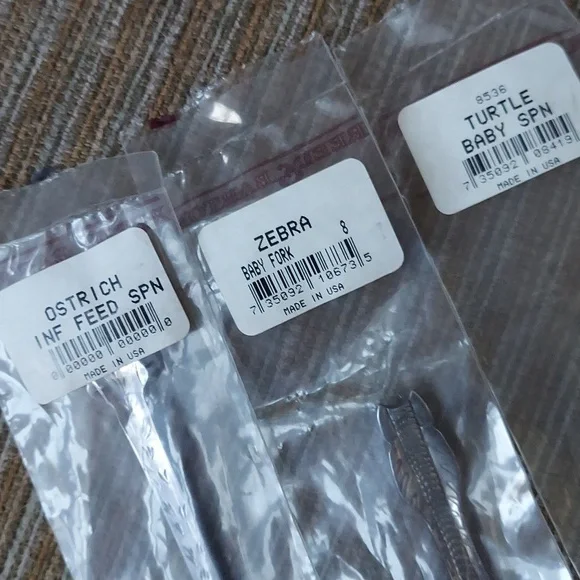 OSTRICH
INF FEED SPN
0 00000 00000 0
MADE IN USA
ZEBRA
BABY FORK 8
7 35092 10673 5
MADE IN USA
8536
TURTLE
BABY SPN
7 35092 08419
MADE IN USA